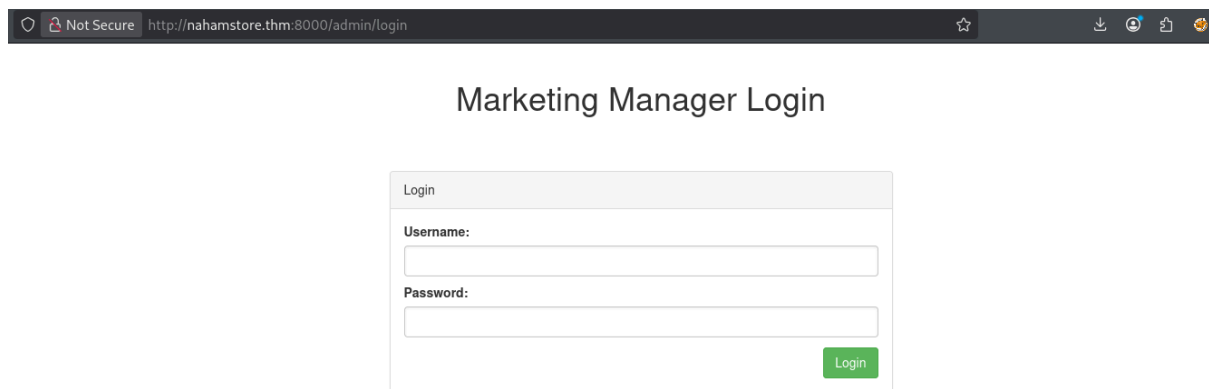 Not Secure http://nahamstore.thm:8000/admin/login
Marketing Manager Login
Login
Username:
Password:
Login